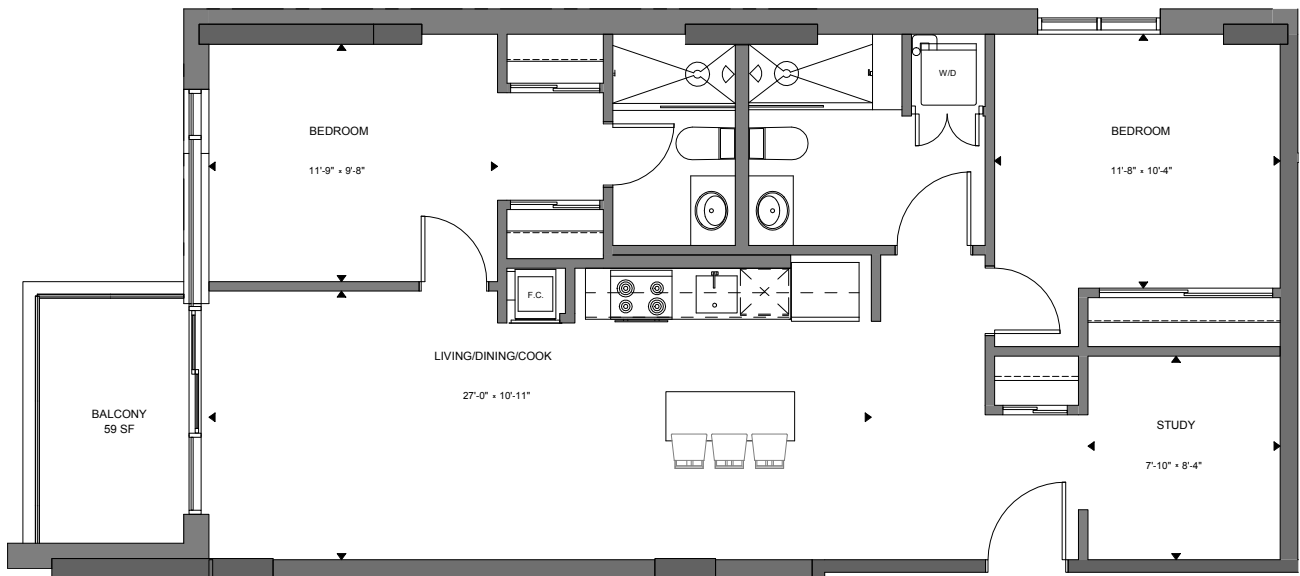 BEDROOM
11'-9" x 9'-8"
W/D
BEDROOM
11'-8" x 10'-4"
F.C.
LIVING/DINING/COOK
27'-0" x 10'-11"
BALCONY
59 SF
STUDY
7'-10" x 8'-4"